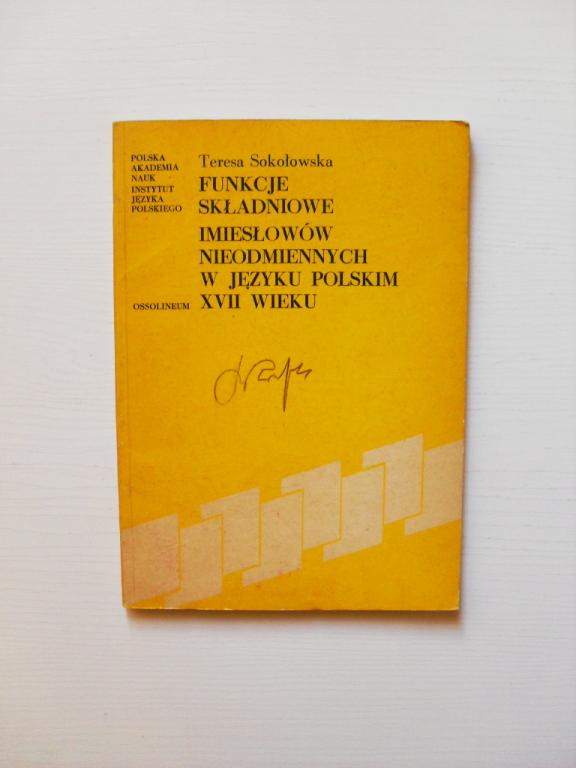 POLSKA
AKADEMIA
NAUK
INSTYTUT
JĘZYKA
POLSKIEGO
Teresa Sokołowska
FUNKCJE
SKŁADNIOWE
IMIESŁOWÓW
NIEODMIENNYCH
W JĘZYKU POLSKIM
XVII WIEKU
OSSOLINEUM